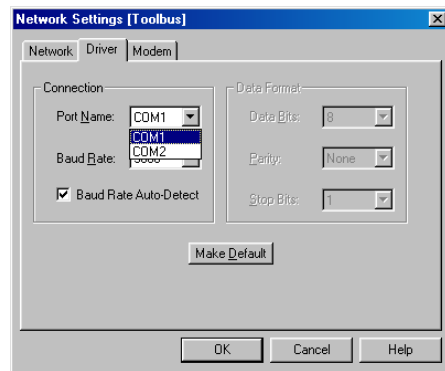 Network Settings [Toolbus]
Network Driver Modem
Connection
Port Name: COM1
COM1
COM2
Baud Rate:
Baud Rate Auto-Detect
Data Format
Data Bits: 8
Parity: None
Stop Bits: 1
Make Default
OK Cancel Help